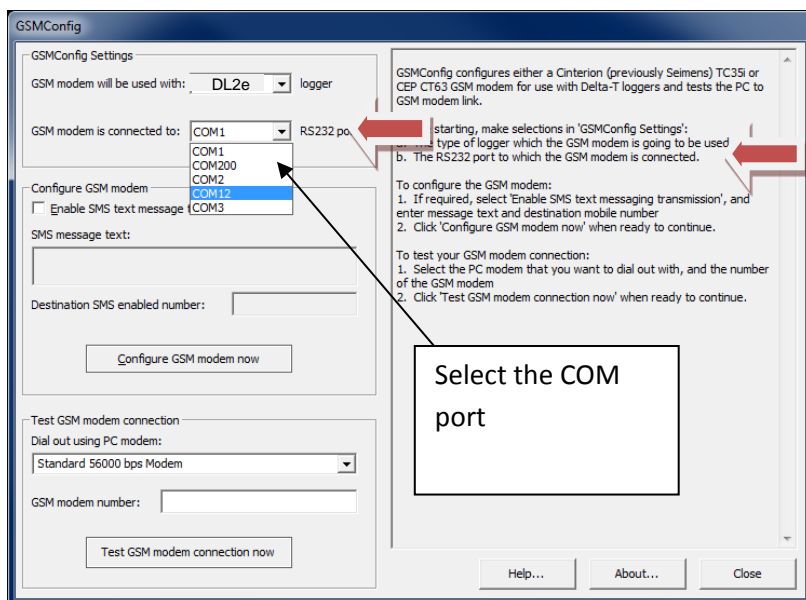 GSMConfig
GSMConfig Settings
GSM modem will be used with: DL2e logger
GSM modem is connected to: COM1 RS232 po
COM1
COM200
COM2
COM12
COM3
Configure GSM modem
Enable SMS text message
SMS message text:
Destination SMS enabled number:
Configure GSM modem now
Test GSM modem connection
Dial out using PC modem:
Standard 56000 bps Modem
GSM modem number:
Test GSM modem connection now
GSMConfig configures either a Cinterion (previously Seimens) TC35i or
CEP CT63 GSM modem for use with Delta-T loggers and tests the PC to
GSM modem link.
starting, make selections in 'GSMConfig Settings':
type of logger which the GSM modem is going to be used
b. The RS232 port to which the GSM modem is connected.
To configure the GSM modem:
1. If required, select 'Enable SMS text messaging transmission', and
enter message text and destination mobile number
2. Click 'Configure GSM modem now' when ready to continue.
To test your GSM modem connection:
1. Select the PC modem that you want to dial out with, and the number
of the GSM modem
2. Click 'Test GSM modem connection now' when ready to continue.
Select the COM
port
Help...
About...
Close